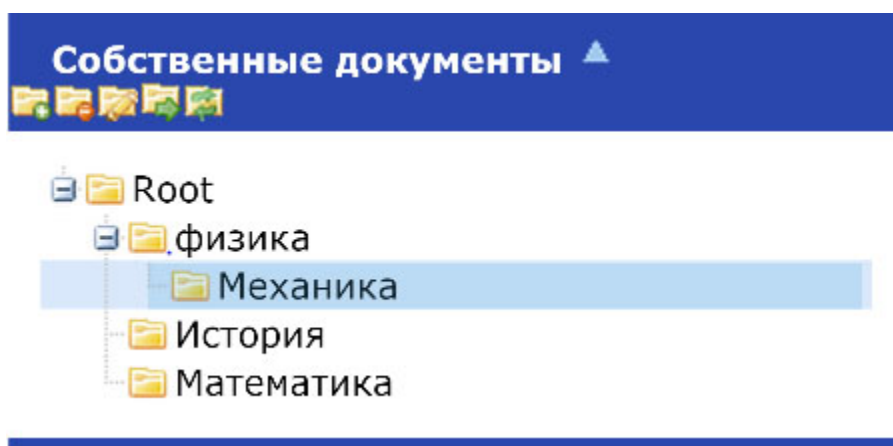 Собственные документы
Root
физика
Механика
История
Математика